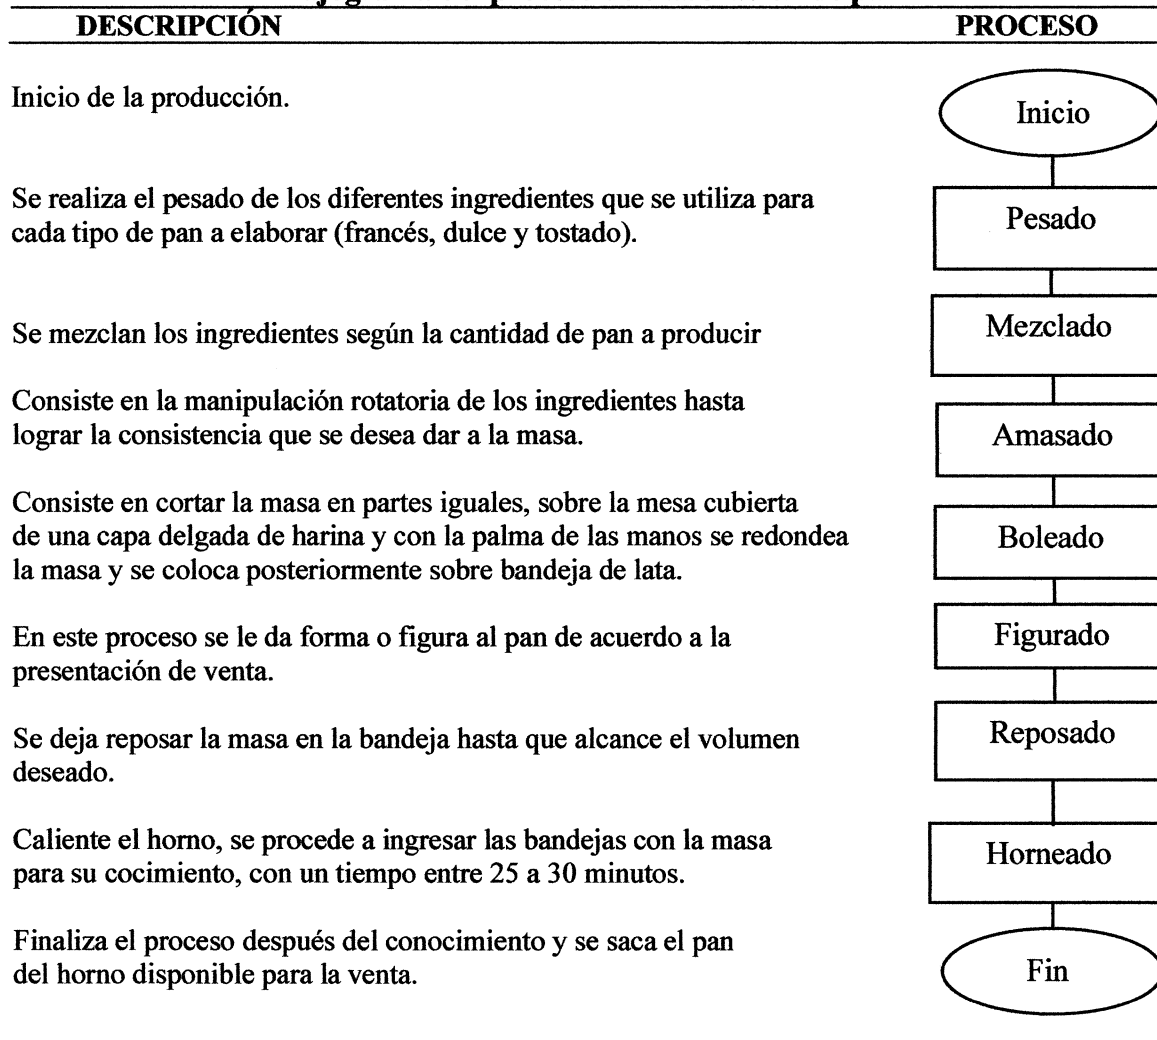 DESCRIPCIÓN PROCESO
Inicio de la producción.
Inicio
Se realiza el pesado de los diferentes ingredientes que se utiliza para
cada tipo de pan a elaborar (francés, dulce y tostado).
Pesado
Se mezclan los ingredientes según la cantidad de pan a producir
Mezclado
Consiste en la manipulación rotatoria de los ingredientes hasta
lograr la consistencia que se desea dar a la masa.
Amasado
Consiste en cortar la masa en partes iguales, sobre la mesa cubierta
de una capa delgada de harina y con la palma de las manos se redondea
la masa y se coloca posteriormente sobre bandeja de lata.
Boleado
En este proceso se le da forma o figura al pan de acuerdo a la
presentación de venta.
Figurado
Se deja reposar la masa en la bandeja hasta que alcance el volumen
deseado.
Reposado
Caliente el horno, se procede a ingresar las bandejas con la masa
para su cocimiento, con un tiempo entre 25 a 30 minutos.
Horneado
Finaliza el proceso después del conocimiento y se saca el pan
del horno disponible para la venta.
Fin